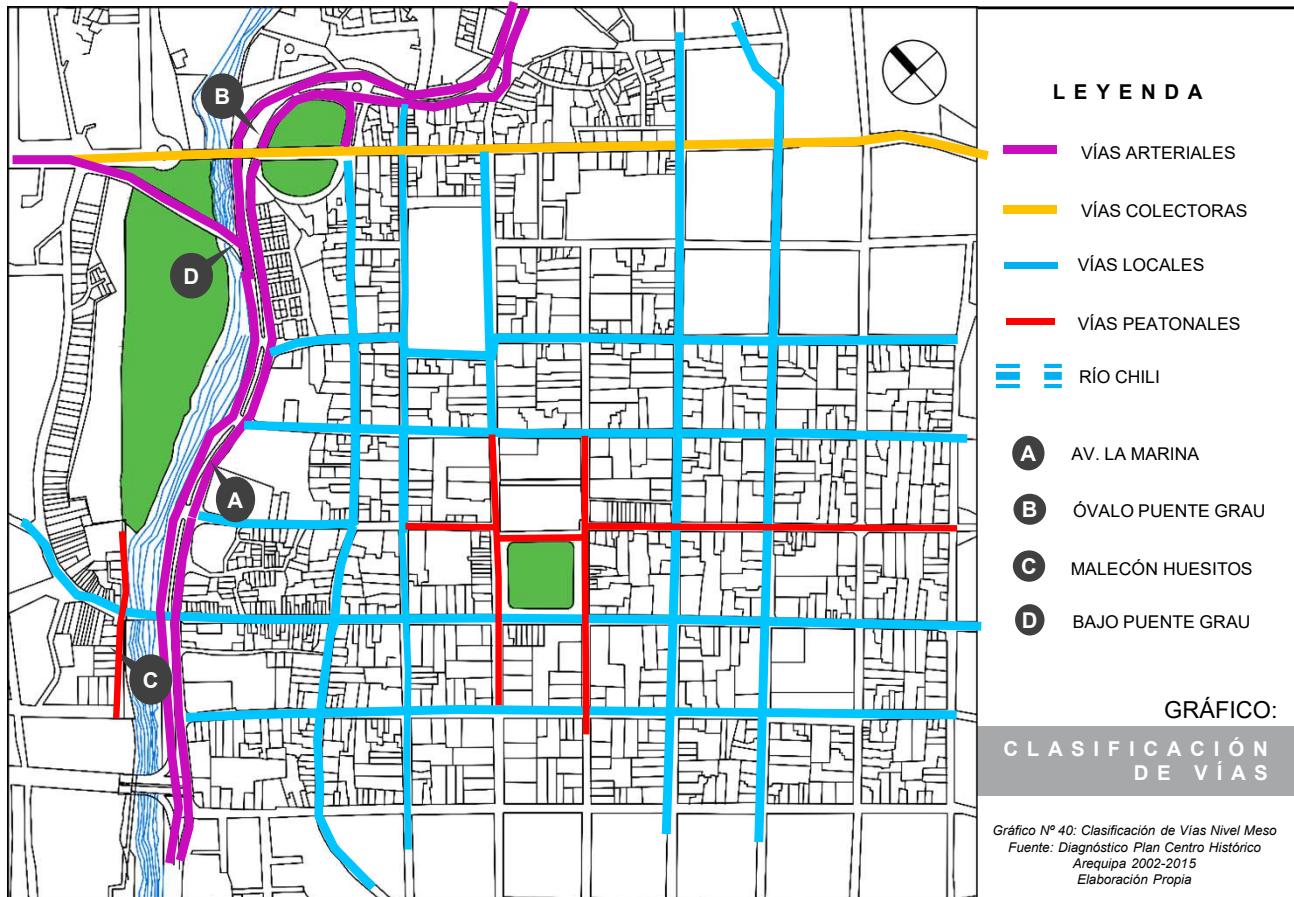 B
D
A
C
LEYENDA
VÍAS ARTERIALES
VÍAS COLECTORAS
VÍAS LOCALES
VÍAS PEATONALES
RÍO CHILI
A AV. LA MARINA
B ÓVALO PUENTE GRAU
C MALECÓN HUESITOS
D BAJO PUENTE GRAU
GRÁFICO:
CLASIFICACIÓN
DE VÍAS
Gráfico Nº 40: Clasificación de Vías Nivel Meso
Fuente: Diagnóstico Plan Centro Histórico
Arequipa 2002-2015
Elaboración Propia